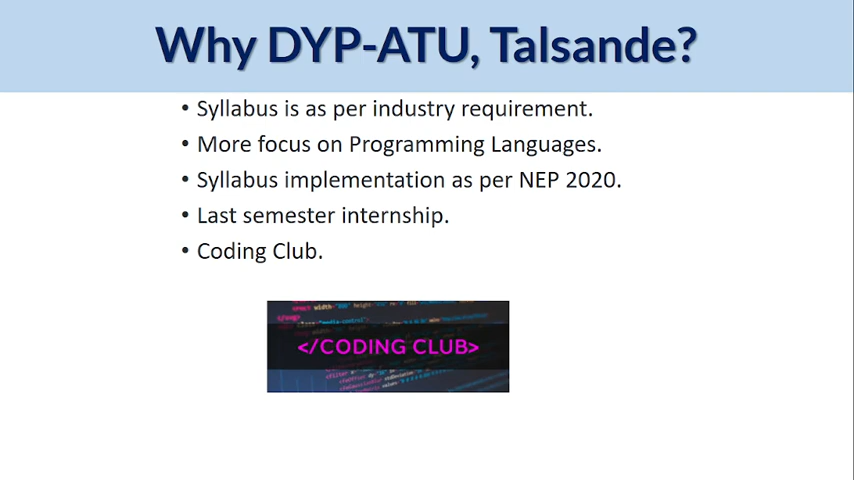 Why DYP-ATU, Talsande?
• Syllabus is as per industry requirement.
• More focus on Programming Languages.
• Syllabus implementation as per NEP 2020.
• Last semester internship.
• Coding Club.
</CODING CLUB>